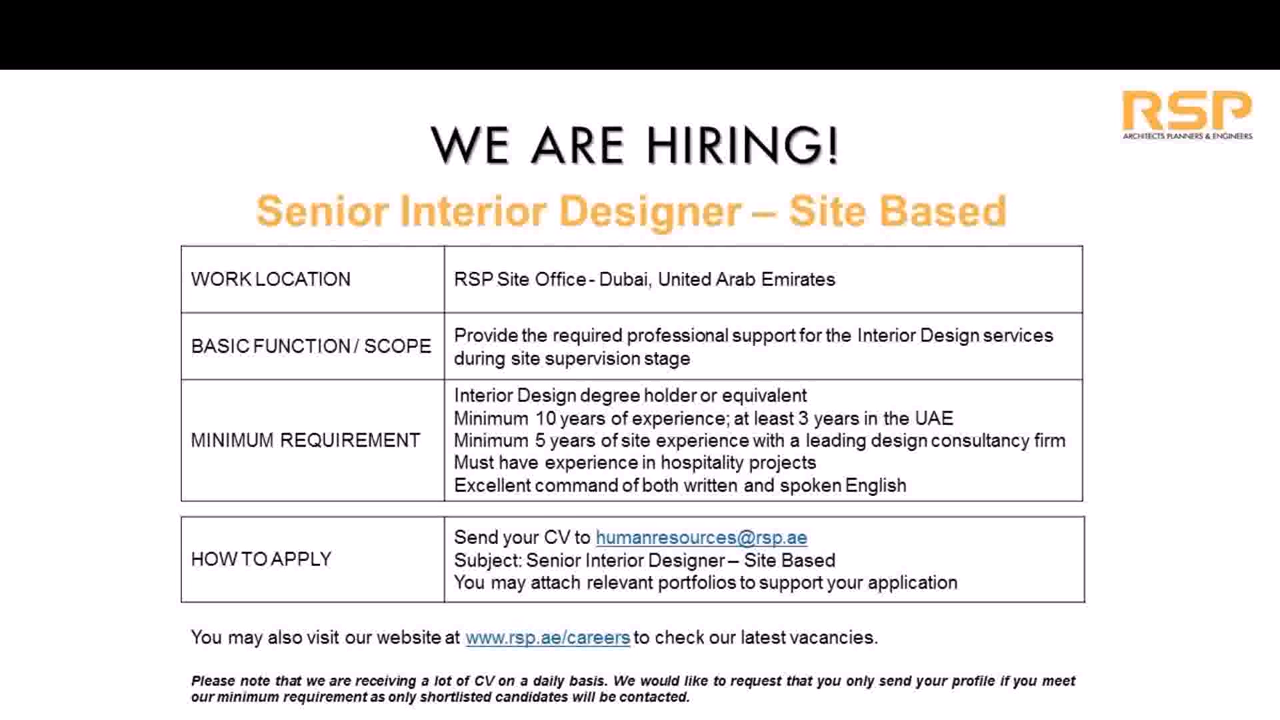 RSP
ARCHITECTS PLANNERS & ENGINEERS
WE ARE HIRING!
Senior Interior Designer – Site Based
WORK LOCATION
RSP Site Office - Dubai, United Arab Emirates
BASIC FUNCTION / SCOPE
Provide the required professional support for the Interior Design services
during site supervision stage
MINIMUM REQUIREMENT
Interior Design degree holder or equivalent
Minimum 10 years of experience; at least 3 years in the UAE
Minimum 5 years of site experience with a leading design consultancy firm
Must have experience in hospitality projects
Excellent command of both written and spoken English
HOW TO APPLY
Send your CV to humanresources@rsp.ae
Subject: Senior Interior Designer – Site Based
You may attach relevant portfolios to support your application
You may also visit our website at www.rsp.ae/careers to check our latest vacancies.
Please note that we are receiving a lot of CV on a daily basis. We would like to request that you only send your profile if you meet
our minimum requirement as only shortlisted candidates will be contacted.